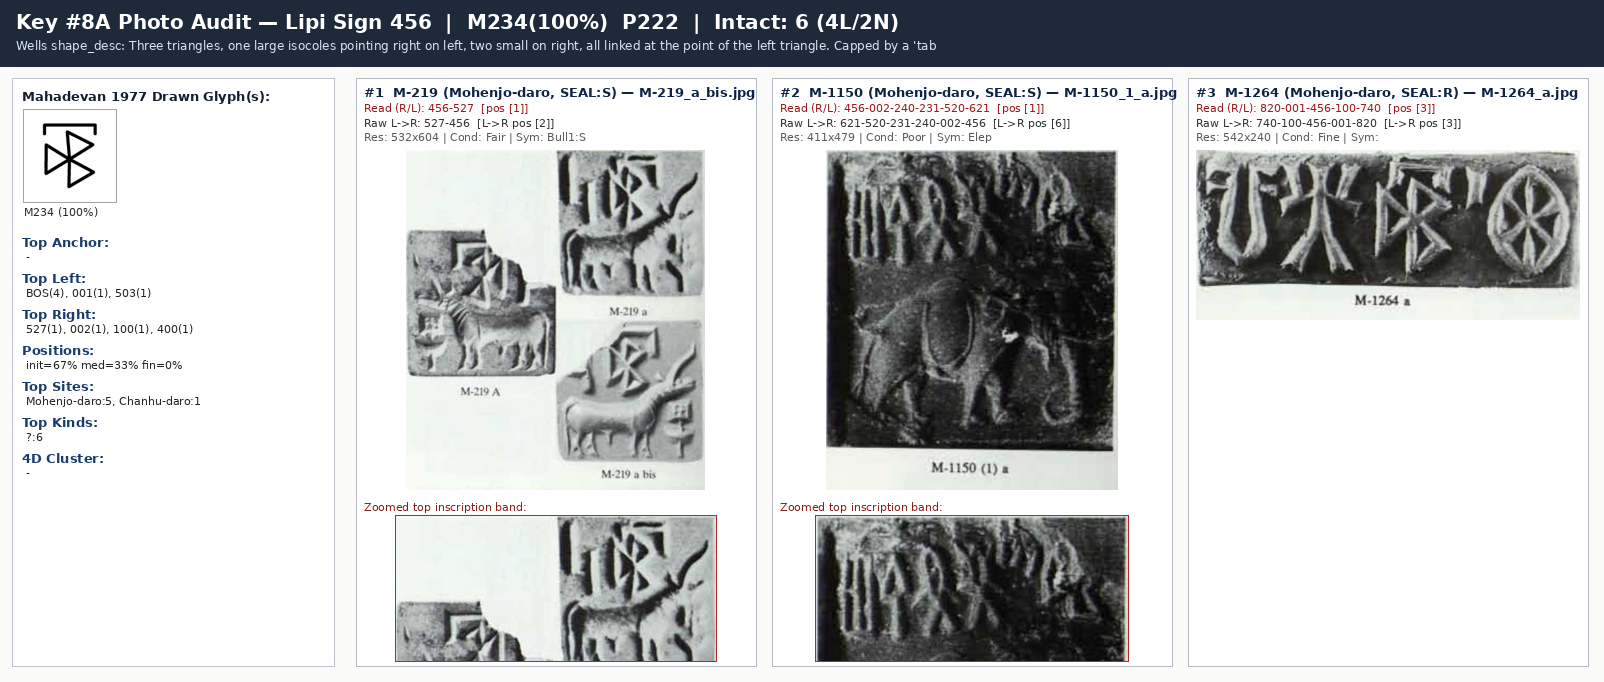 Key #8A Photo Audit — Lipi Sign 456 | M234(100%) P222 | Intact: 6 (4L/2N)
Wells shape_desc: Three triangles, one large isocoles pointing right on left, two small on right, all linked at the point of the left triangle. Capped by a 'tab
Mahadevan 1977 Drawn Glyph(s):
M234 (100%)
Top Anchor:
-
Top Left:
BOS(4), 001(1), 503(1)
Top Right:
527(1), 002(1), 100(1), 400(1)
Positions:
init=67% med=33% fin=0%
Top Sites:
Mohenjo-daro:5, Chanhu-daro:1
Top Kinds:
?:6
4D Cluster:
-
#1 M-219 (Mohenjo-daro, SEAL:S) — M-219_a_bis.jpg
Read (R/L): 456-527 [pos [1]]
Raw L->R: 527-456 [L->R pos [2]]
Res: 532x604 | Cond: Fair | Sym: Bull1:S
M-219 a
M-219 A
M-219 a bis
Zoomed top inscription band:
#2 M-1150 (Mohenjo-daro, SEAL:S) — M-1150_1_a.jpg
Read (R/L): 456-002-240-231-520-621 [pos [1]]
Raw L->R: 621-520-231-240-002-456 [L->R pos [6]]
Res: 411x479 | Cond: Poor | Sym: Elep
M-1150 (1) a
Zoomed top inscription band:
#3 M-1264 (Mohenjo-daro, SEAL:R) — M-1264_a.jpg
Read (R/L): 820-001-456-100-740 [pos [3]]
Raw L->R: 740-100-456-001-820 [L->R pos [3]]
Res: 542x240 | Cond: Fine | Sym:
M-1264 a